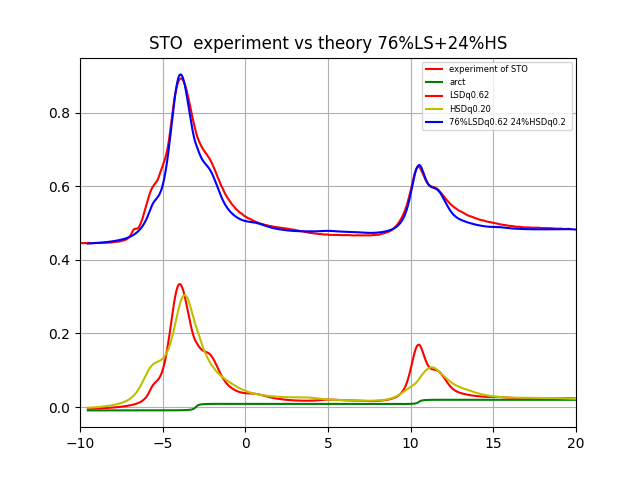 STO  experiment vs theory 76%LS+24%HS
experiment of STO
arct
LSDq0.62
HSDq0.20
76%LSDq0.62 24%HSDq0.2
0.8
0.6
0.4
0.2
0.0
−10
−5
0
5
10
15
20